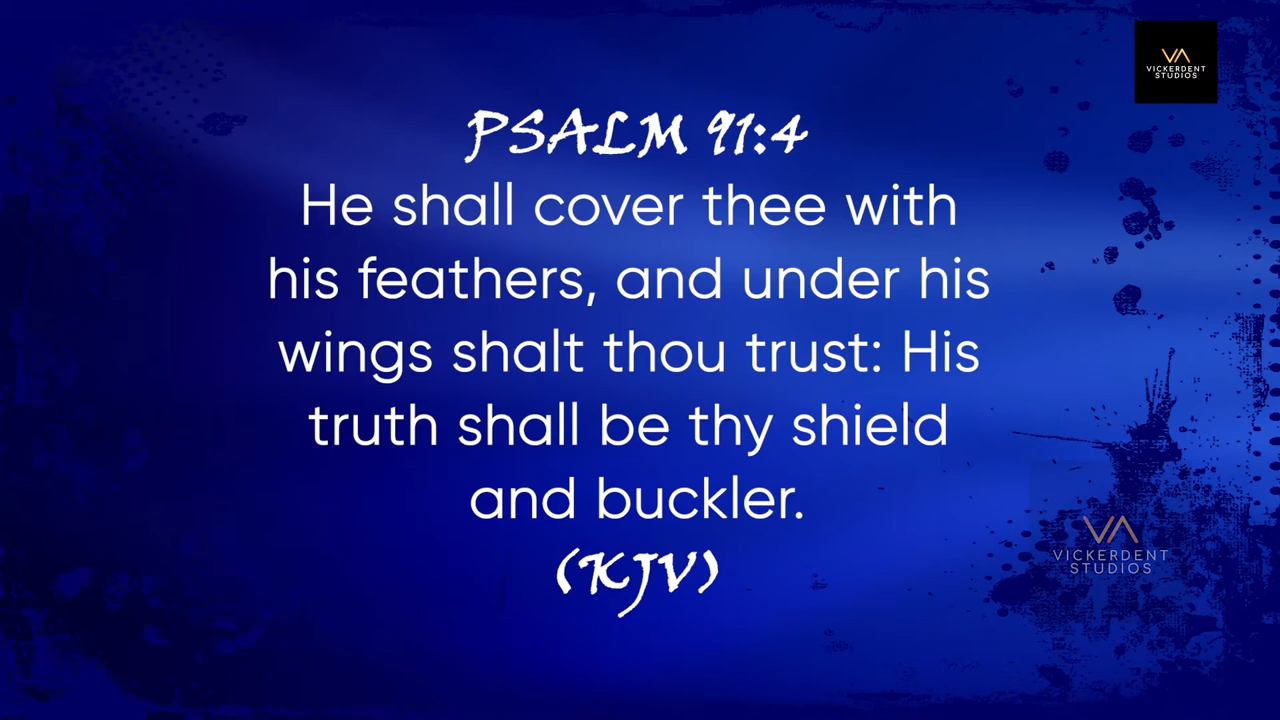 VA
VICKERDENT
STUDIOS
PSALM 91:4
He shall cover thee with
his feathers, and under his
wings shalt thou trust: His
truth shall be thy shield
and buckler.
(KJV)
VA
VICKERDENT
STUDIOS